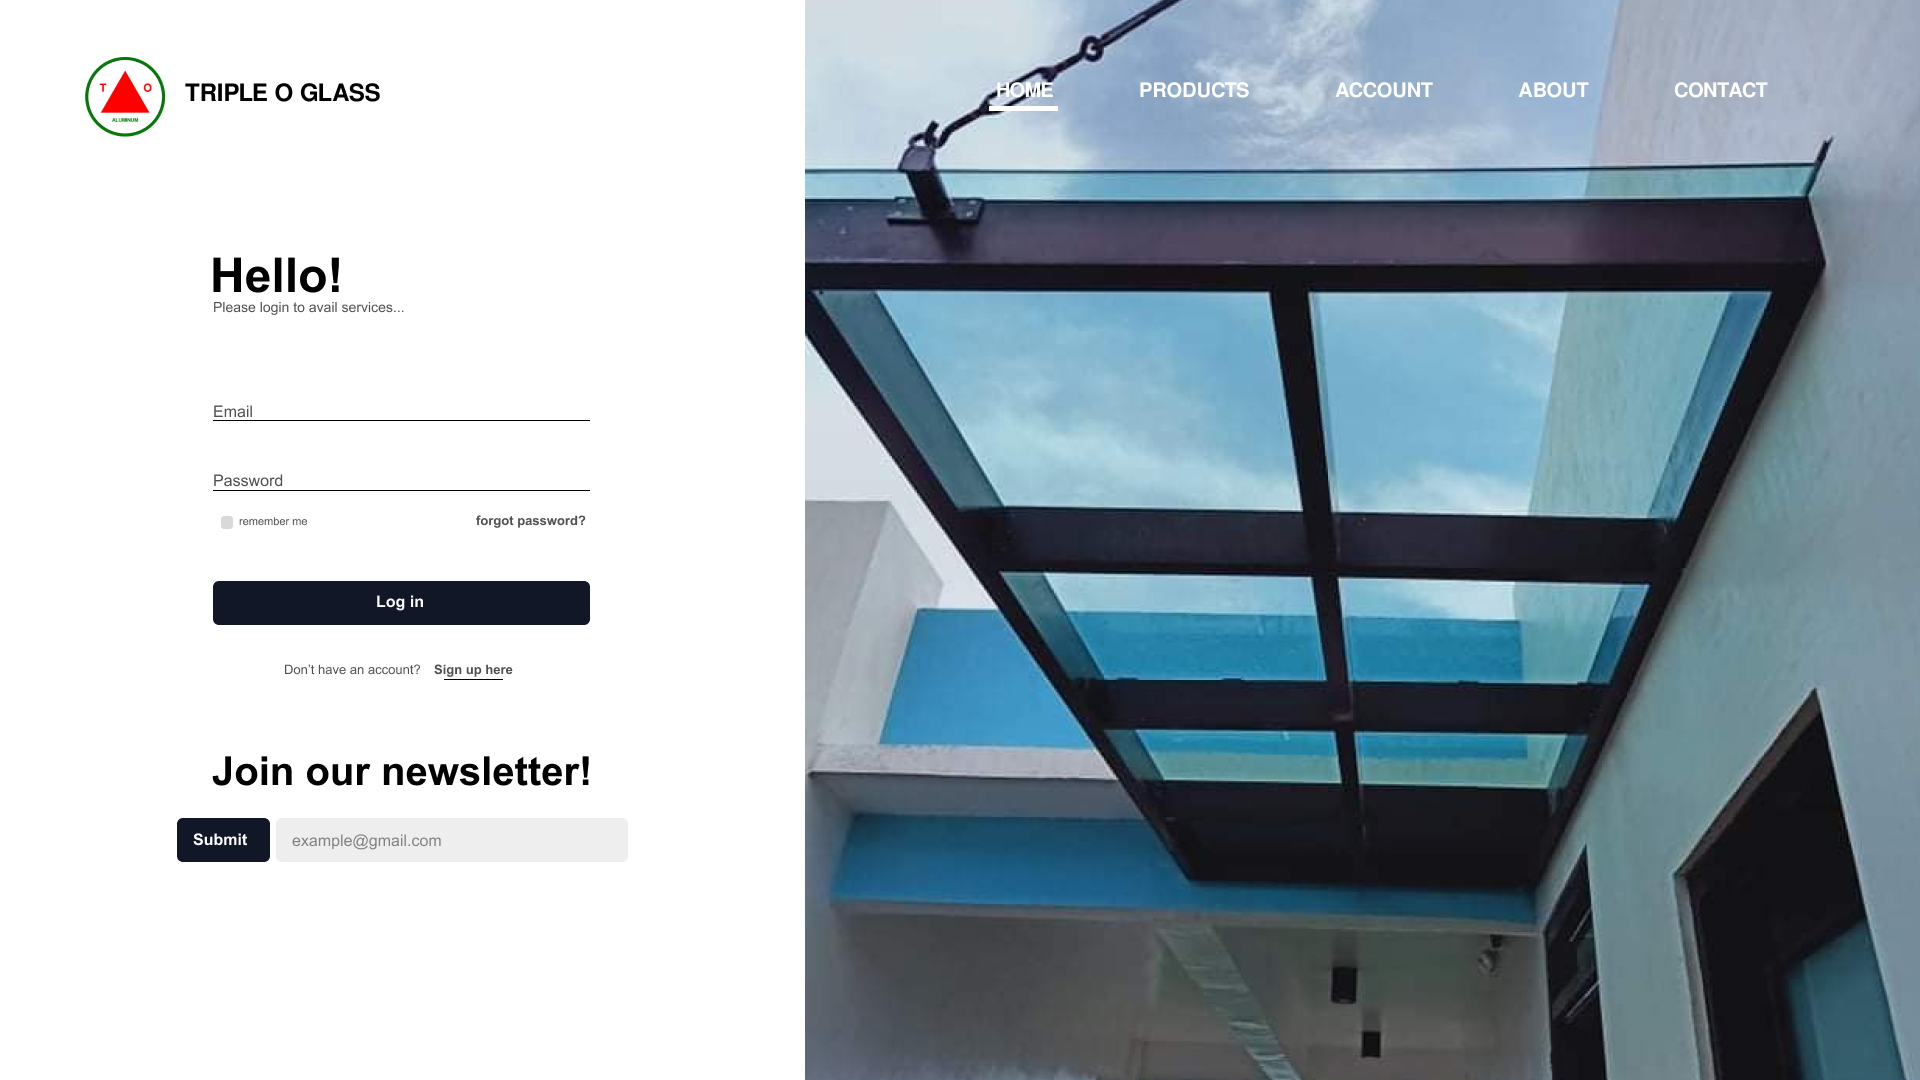 T O
ALUMINUM
TRIPLE O GLASS
HOME PRODUCTS ACCOUNT ABOUT CONTACT
Hello!
Please login to avail services...
Email
Password
remember me forgot password?
Log in
Don't have an account? Sign up here
Join our newsletter!
Submit example@gmail.com